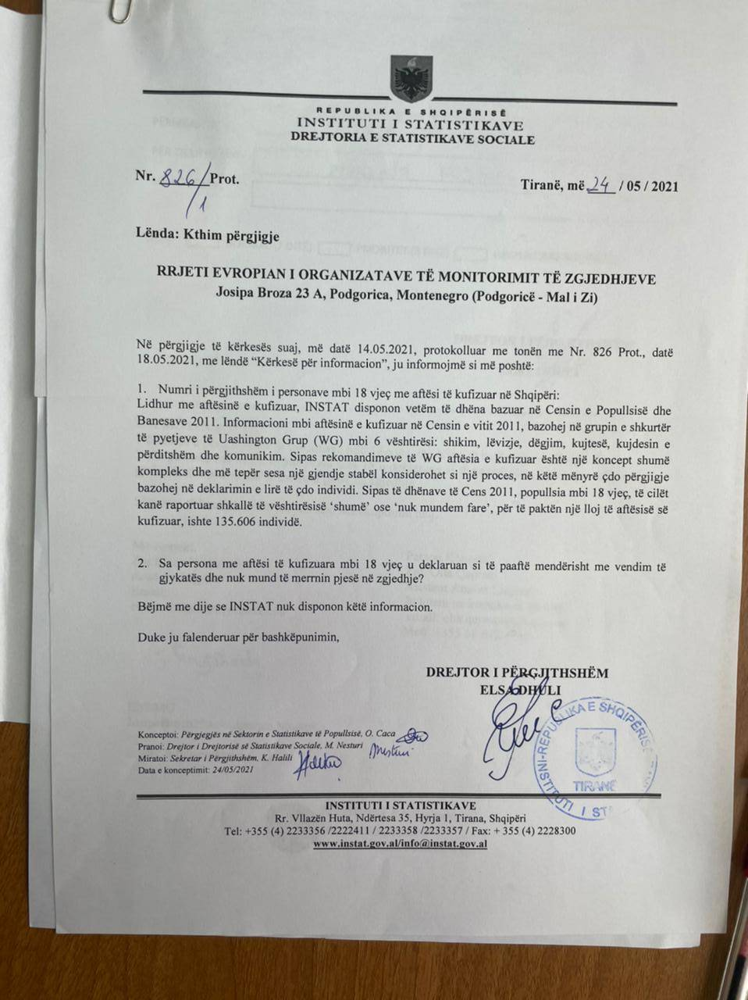 REPUBLIKA E SHQIPËRISË
INSTITUTI I STATISTIKAVE
DREJTORIA E STATISTIKAVE SOCIALE
Nr. 826/1 Prot.
Tiranë, më 24 / 05 / 2021
Lënda: Kthim përgjigje
RRJETI EVROPIAN I ORGANIZATAVE TË MONITORIMIT TË ZGJEDHJEVE
Josipa Broza 23 A, Podgorica, Montenegro (Podgoricë - Mal i Zi)
Në përgjigje të kërkesës suaj, më datë 14.05.2021, protokolluar me tonën me Nr. 826 Prot., datë
18.05.2021, me lëndë “Kërkesë për informacion”, ju informojmë si më poshtë:
1. Numri i përgjithshëm i personave mbi 18 vjeç me aftësi të kufizuar në Shqipëri:
Lidhur me aftësinë e kufizuar, INSTAT disponon vetëm të dhëna bazuar në Censin e Popullsisë dhe
Banesave 2011. Informacioni mbi aftësinë e kufizuar në Censin e vitit 2011, bazohej në grupin e shkurtër
të pyetjeve të Uashington Grup (WG) mbi 6 vështirësi: shikim, lëvizje, dëgjim, kujtesë, kujdesin e
përditshëm dhe komunikim. Sipas rekomandimeve të WG aftësia e kufizuar është një koncept shumë
kompleks dhe më tepër sesa një gjendje stabël konsiderohet si një proces, në këtë mënyrë çdo përgjigje
bazohej në deklarimin e lirë të çdo individi. Sipas të dhënave të Cens 2011, popullsia mbi 18 vjeç, të cilët
kanë raportuar shkallë të vështirësisë ‘shumë’ ose ‘nuk mundem fare’, për të paktën një lloj të aftësisë së
kufizuar, ishte 135.606 individë.
2. Sa persona me aftësi të kufizuara mbi 18 vjeç u deklaruan si të paaftë mendërisht me vendim të
gjykatës dhe nuk mund të merrnin pjesë në zgjedhje?
Bëjmë me dije se INSTAT nuk disponon këtë informacion.
Duke ju falenderuar për bashkëpunimin,
DREJTOR I PËRGJITHSHËM
ELSA DHULI
Konceptoi: Përgjegjës në Sektorin e Statistikave të Popullsisë, O. Caca
Pranoi: Drejtor i Drejtorisë së Statistikave Sociale, M. Nesturi
Miratoi: Sekretar i Përgjithshëm, K. Halili
Data e konceptimit: 24/05/2021
REPUBLIKA E SHQIPËRISË
INSTITUTI I ST
TIRANË
INSTITUTI I STATISTIKAVE
Rr. Vllazën Huta, Ndërtesa 35, Hyrja 1, Tirana, Shqipëri
Tel: +355 (4) 2233356 /2222411 / 2233358 /2233357 / Fax: + 355 (4) 2228300
www.instat.gov.al/info@instat.gov.al